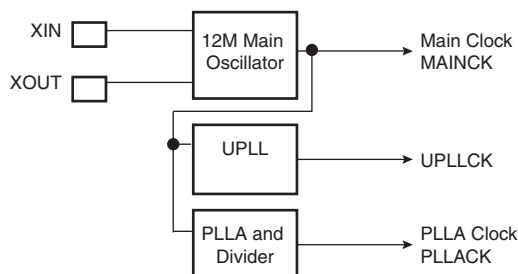 XIN
12M Main
Oscillator
Main Clock
MAINCK
XOUT
UPLL
UPLLCK
PLLA and
Divider
PLLA Clock
PLLACK